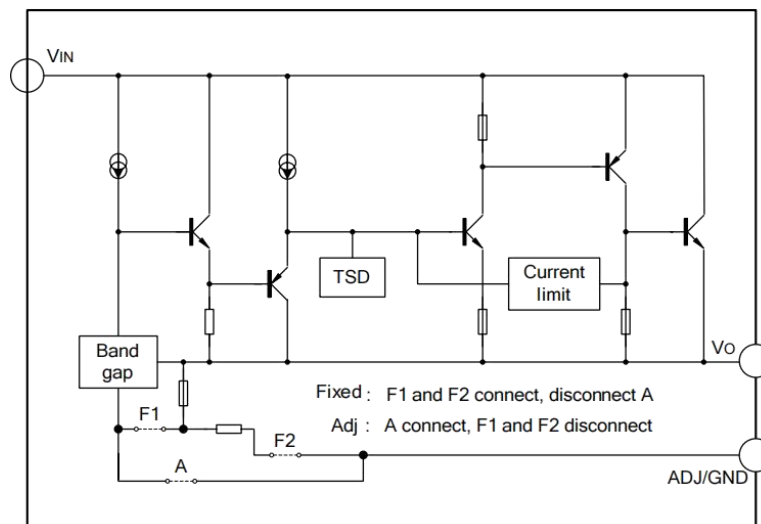 VIN
TSD
Current
limit
Band
gap
VO
Fixed : F1 and F2 connect, disconnect A
F1
Adj : A connect, F1 and F2 disconnect
F2
A
ADJ/GND